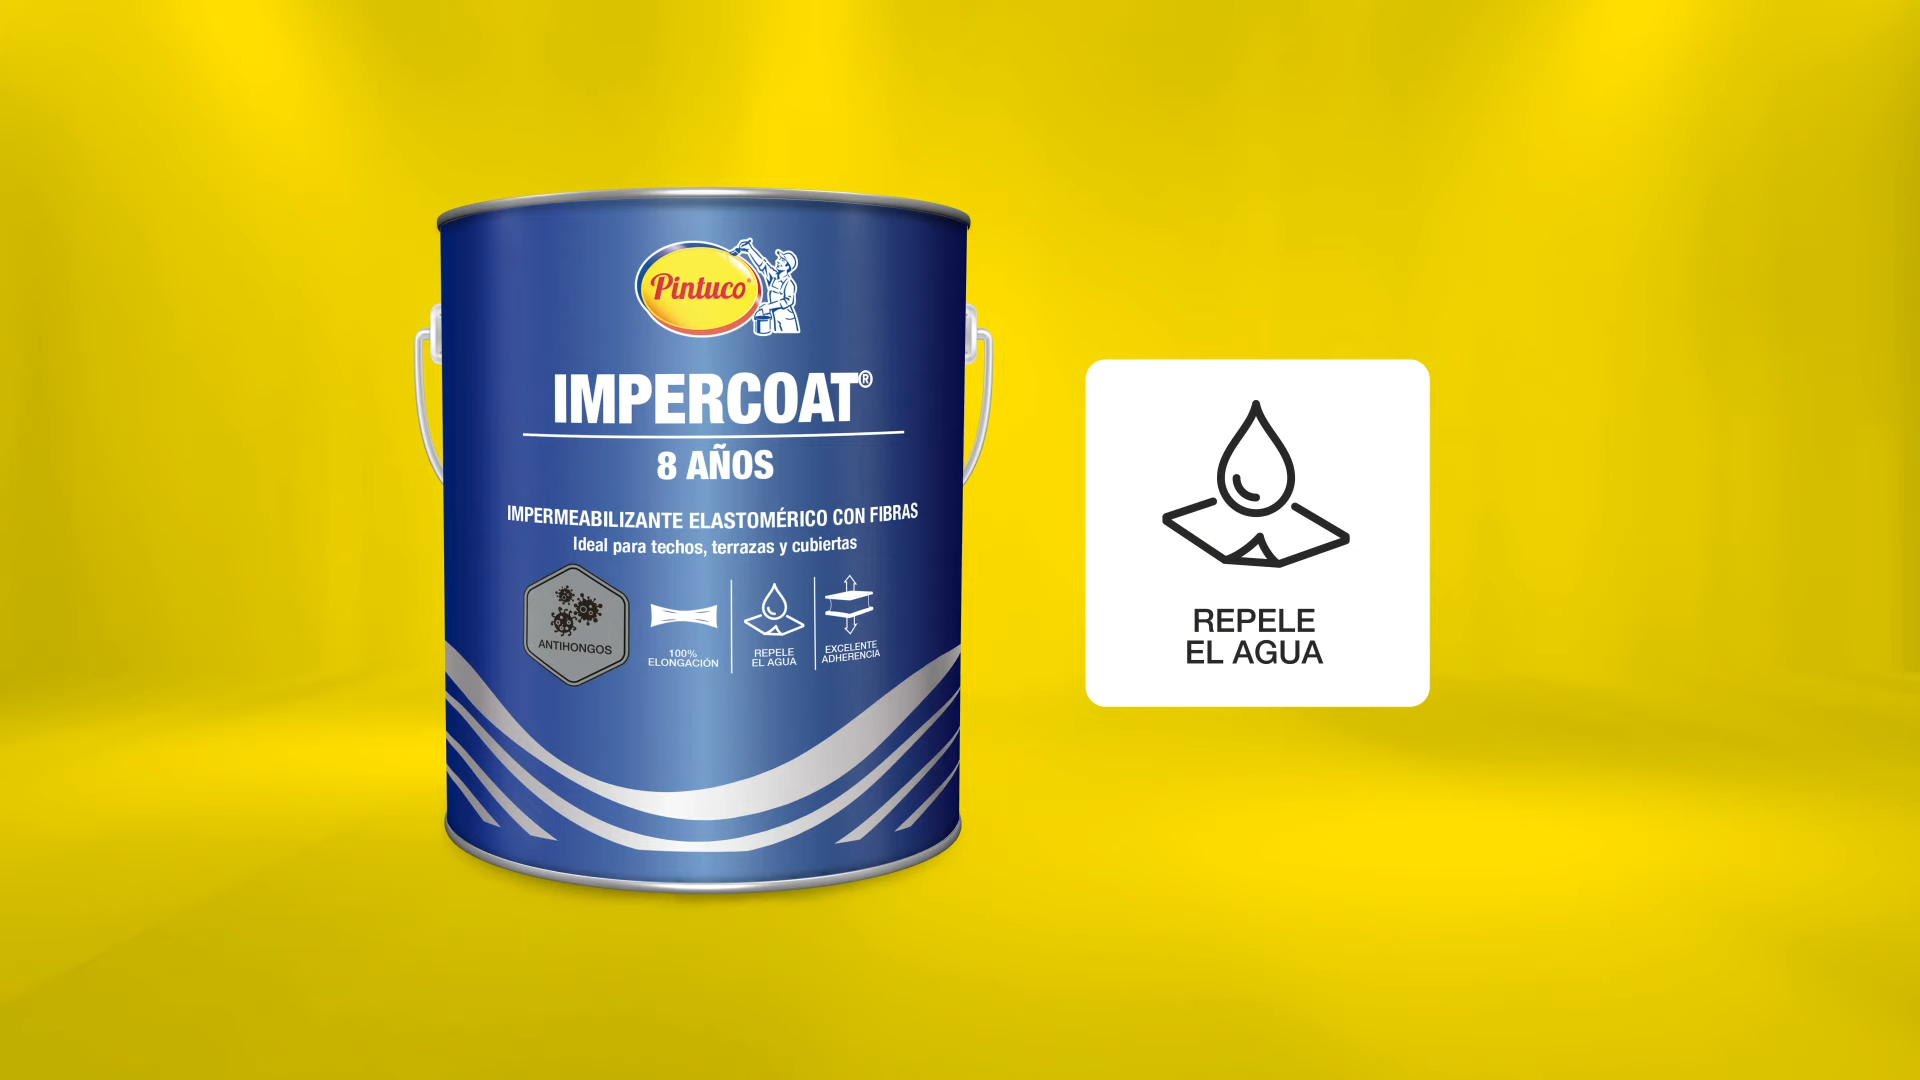 Pintuco®
IMPERCOAT®
8 AÑOS
IMPERMEABILIZANTE ELASTOMÉRICO CON FIBRAS
Ideal para techos, terrazas y cubiertas
ANTIHONGOS
100%
ELONGACIÓN
REPELE
EL AGUA
EXCELENTE
ADHERENCIA
REPELE
EL AGUA